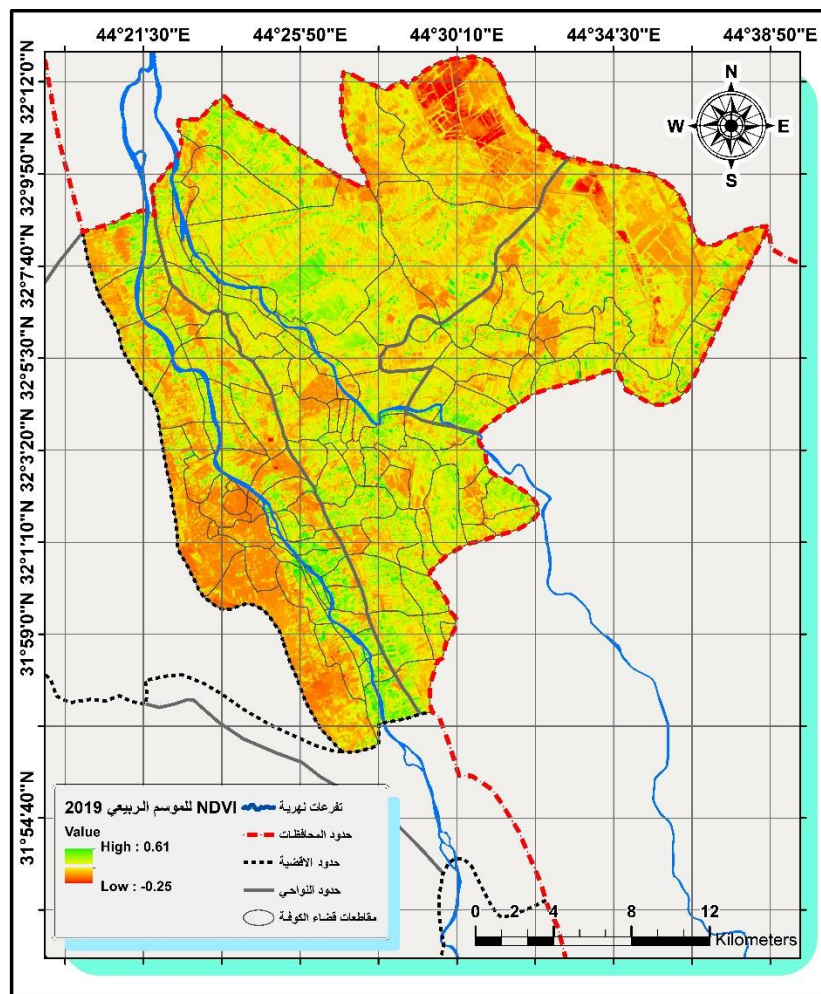 44°21'30"E 44°25'50"E 44°30'10"E 44°34'30"E 44°38'50"E
32°12'0"N
32°9'50"N
32°7'40"N
32°5'30"N
32°3'20"N
32°1'10"N
31°59'0"N
31°54'40"N
N
W E
S
NDVI للموسم الربيعي 2019
Value
High : 0.61
Low : -0.25
تفرعات نهرية
حدود المحافظات
حدود الاقضية
حدود النواحي
مقاطعات قضاء الكوفة
0 2 4 8 12
Kilometers